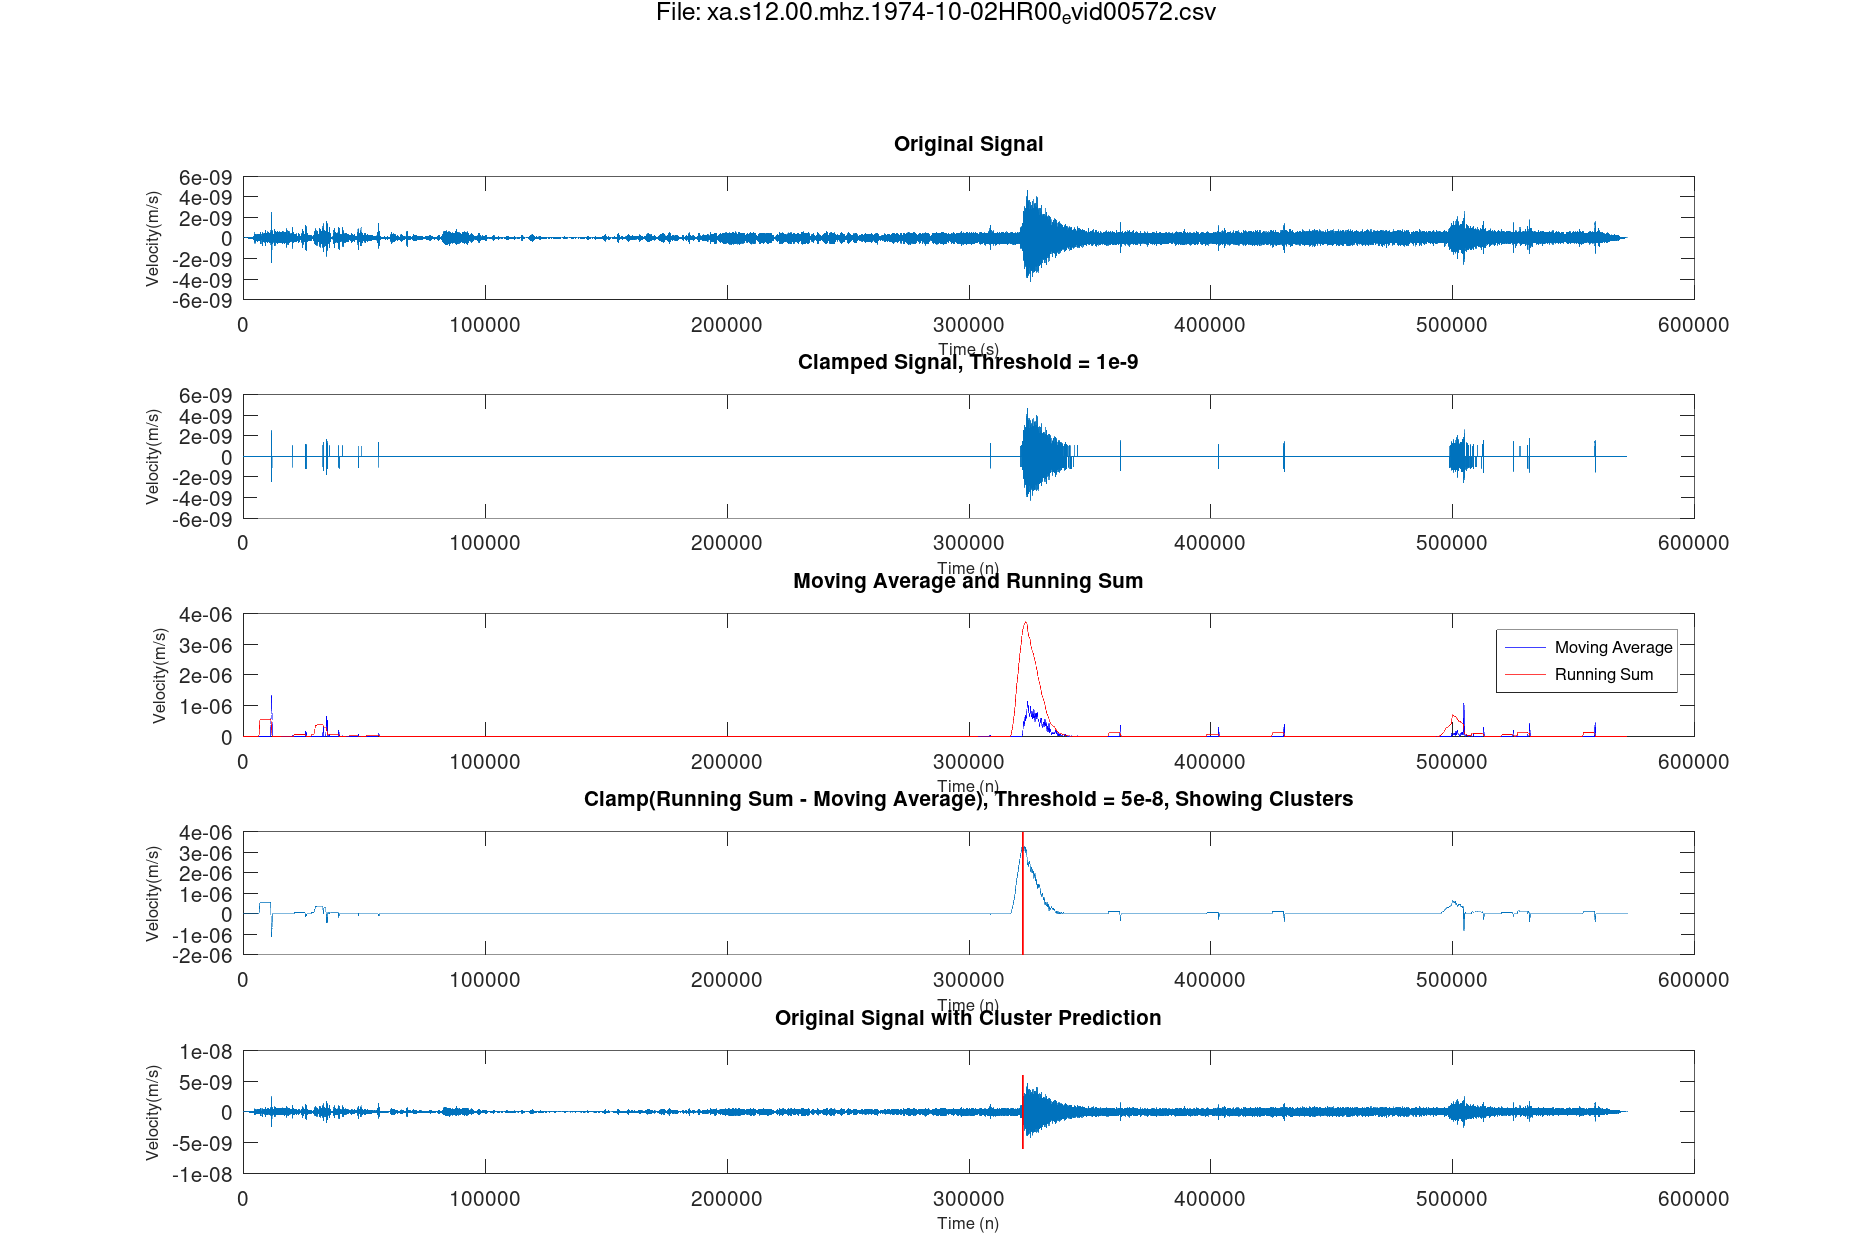 File: xa.s12.00.mhz.1974-10-02HR00evid00572.csv
Original Signal
Velocity(m/s)
6e-09
4e-09
2e-09
0
-2e-09
-4e-09
-6e-09
0 100000 200000 300000 400000 500000 600000
Time (s)
Clamped Signal, Threshold = 1e-9
Velocity(m/s)
6e-09
4e-09
2e-09
0
-2e-09
-4e-09
-6e-09
0 100000 200000 300000 400000 500000 600000
Time (n)
Moving Average and Running Sum
Velocity(m/s)
4e-06
3e-06
2e-06
1e-06
0
Moving Average
Running Sum
0 100000 200000 300000 400000 500000 600000
Time (n)
Clamp(Running Sum - Moving Average), Threshold = 5e-8, Showing Clusters
Velocity(m/s)
4e-06
3e-06
2e-06
1e-06
0
-1e-06
-2e-06
0 100000 200000 300000 400000 500000 600000
Time (n)
Original Signal with Cluster Prediction
Velocity(m/s)
1e-08
5e-09
0
-5e-09
-1e-08
0 100000 200000 300000 400000 500000 600000
Time (n)